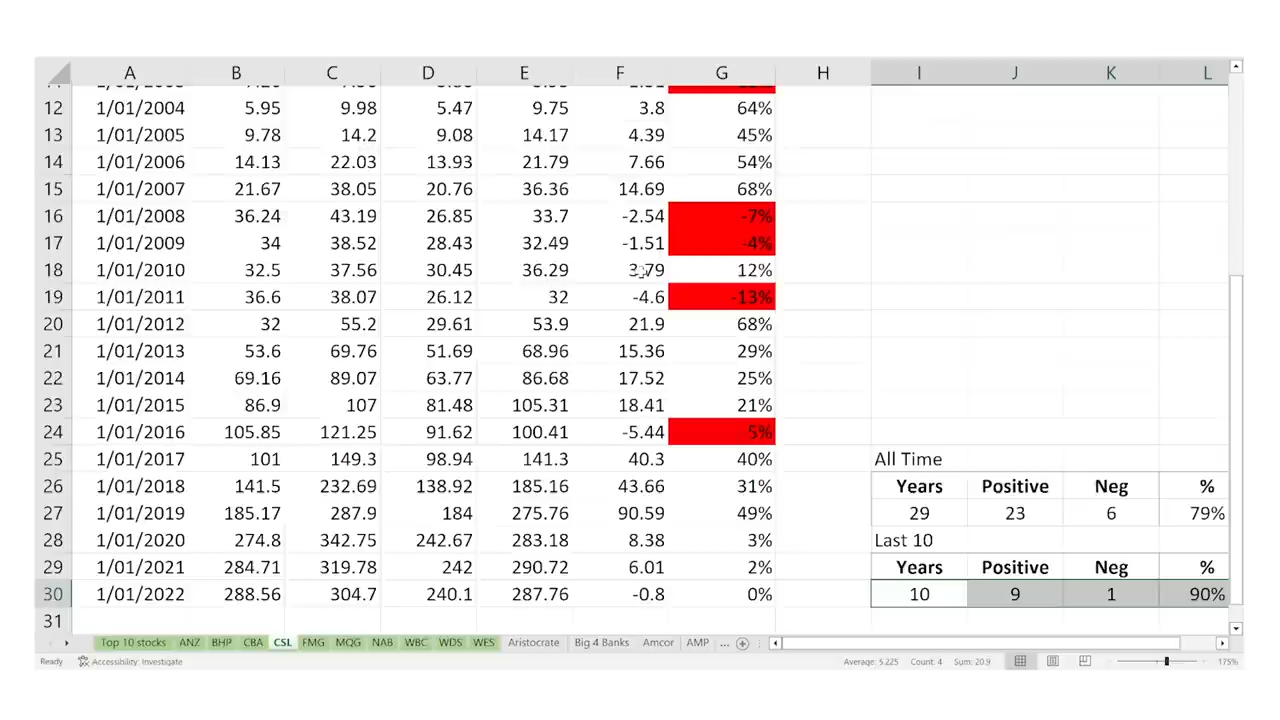 A B C D E F G H I J K L
12 1/01/2004 5.95 9.98 5.47 9.75 3.8 64%
13 1/01/2005 9.78 14.2 9.08 14.17 4.39 45%
14 1/01/2006 14.13 22.03 13.93 21.79 7.66 54%
15 1/01/2007 21.67 38.05 20.76 36.36 14.69 68%
16 1/01/2008 36.24 43.19 26.85 33.7 -2.54 -7%
17 1/01/2009 34 38.52 28.43 32.49 -1.51 -4%
18 1/01/2010 32.5 37.56 30.45 36.29 3.79 12%
19 1/01/2011 36.6 38.07 26.12 32 -4.6 -13%
20 1/01/2012 32 55.2 29.61 53.9 21.9 68%
21 1/01/2013 53.6 69.76 51.69 68.96 15.36 29%
22 1/01/2014 69.16 89.07 63.77 86.68 17.52 25%
23 1/01/2015 86.9 107 81.48 105.31 18.41 21%
24 1/01/2016 105.85 121.25 91.62 100.41 -5.44 5%
25 1/01/2017 101 149.3 98.94 141.3 40.3 40% All Time
26 1/01/2018 141.5 232.69 138.92 185.16 43.66 31% Years Positive Neg %
27 1/01/2019 185.17 287.9 184 275.76 90.59 49% 29 23 6 79%
28 1/01/2020 274.8 342.75 242.67 283.18 8.38 3% Last 10
29 1/01/2021 284.71 319.78 242 290.72 6.01 2% Years Positive Neg %
30 1/01/2022 288.56 304.7 240.1 287.76 -0.8 0% 10 9 1 90%
31
Top 10 stocks ANZ BHP CBA CSL FMG MQG NAB WBC WDS WES Aristocrate Big 4 Banks Amcor AMP ...
Ready Accessibility: Investigate Average: 5.225 Count: 4 Sum: 20.9 175%